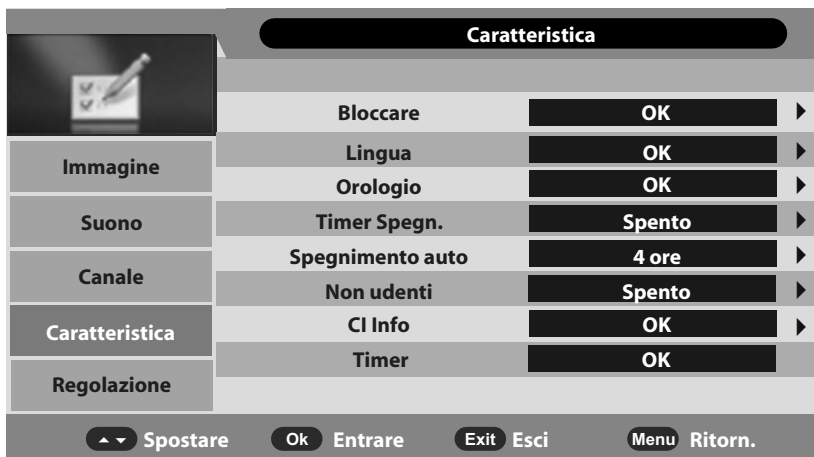 Caratteristica
Immagine
Suono
Canale
Caratteristica
Regolazione
Bloccare OK
Lingua OK
Orologio OK
Timer Spegn. Spento
Spegnimento auto 4 ore
Non udenti Spento
CI Info OK
Timer OK
Spostare Ok Entrare Exit Esci Menu Ritorn.